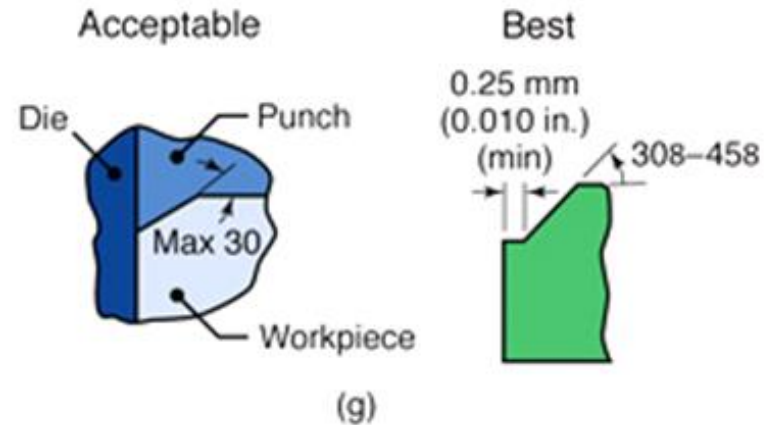 Acceptable
Best
Die
Punch
Max 30
Workpiece
0.25 mm
(0.010 in.)
(min)
308–458
(g)